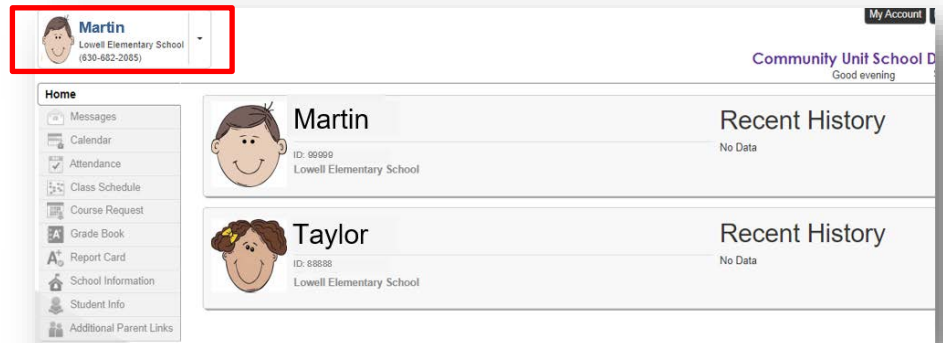 Martin
Lowell Elementary School
(630-682-2085)
My Account
Community Unit School D
Good evening
Home
Messages
Calendar
Attendance
Class Schedule
Course Request
Grade Book
Report Card
School Information
Student Info
Additional Parent Links
Martin
ID: 99999
Lowell Elementary School
Recent History
No Data
Taylor
ID: 88888
Lowell Elementary School
Recent History
No Data